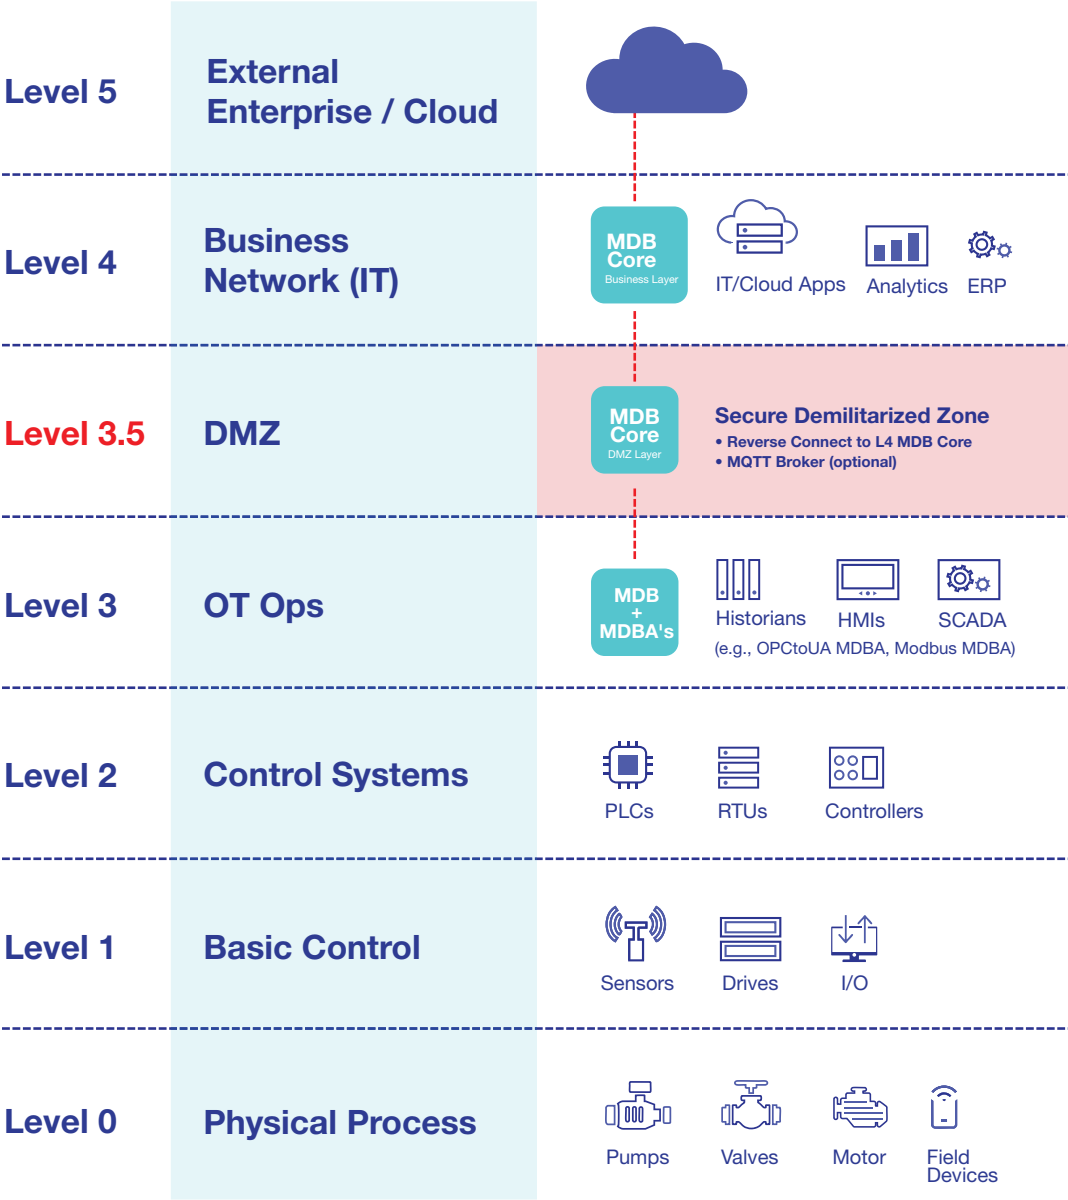 Level 5
External
Enterprise / Cloud
Level 4
Business
Network (IT)
MDB
Core
Business Layer
IT/Cloud Apps
Analytics
ERP
Level 3.5
DMZ
MDB
Core
DMZ Layer
Secure Demilitarized Zone
• Reverse Connect to L4 MDB Core
• MQTT Broker (optional)
Level 3
OT Ops
MDB
+
MDBA's
Historians
HMIs
SCADA
(e.g., OPCtoUA MDBA, Modbus MDBA)
Level 2
Control Systems
PLCs
RTUs
Controllers
Level 1
Basic Control
Sensors
Drives
I/O
Level 0
Physical Process
Pumps
Valves
Motor
Field
Devices